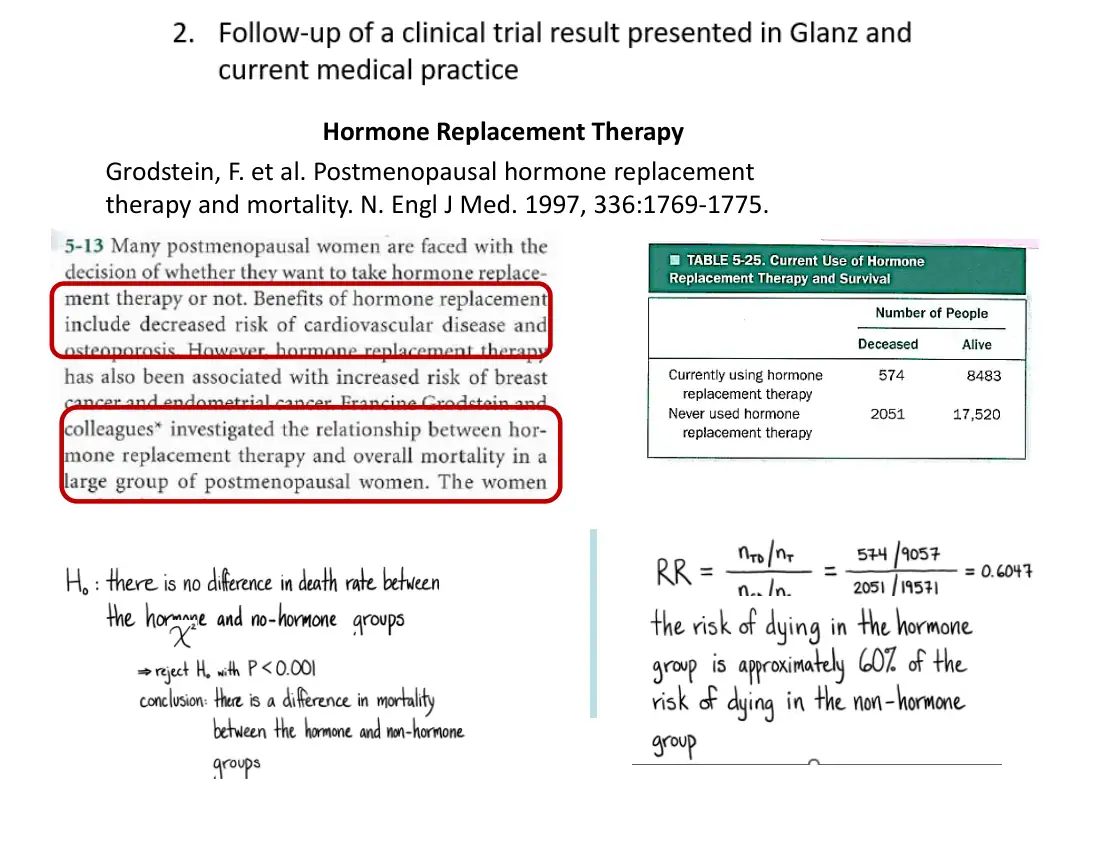 2. Follow-up of a clinical trial result presented in Glanz and
current medical practice
Hormone Replacement Therapy
Grodstein, F. et al. Postmenopausal hormone replacement
therapy and mortality. N. Engl J Med. 1997, 336:1769-1775.
5-13 Many postmenopausal women are faced with the
decision of whether they want to take hormone replace-
ment therapy or not. Benefits of hormone replacement
include decreased risk of cardiovascular disease and
osteoporosis. However, hormone replacement therapy
has also been associated with increased risk of breast
cancer and endometrial cancer. Francine Grodstein and
colleagues* investigated the relationship between hor-
mone replacement therapy and overall mortality in a
large group of postmenopausal women. The women
TABLE 5-25. Current Use of Hormone
Replacement Therapy and Survival
Number of People
Deceased Alive
Currently using hormone 574 8483
replacement therapy
Never used hormone 2051 17,520
replacement therapy
H₀ : there is no difference in death rate between
the hormone and no-hormone groups
χ²
⇒ reject H₀ with P < 0.001
conclusion: there is a difference in mortality
between the hormone and non-hormone
groups
RR = nTD/nT = 574/9057 = 0.6047
2051/19571
the risk of dying in the hormone
group is approximately 60% of the
risk of dying in the non-hormone
group